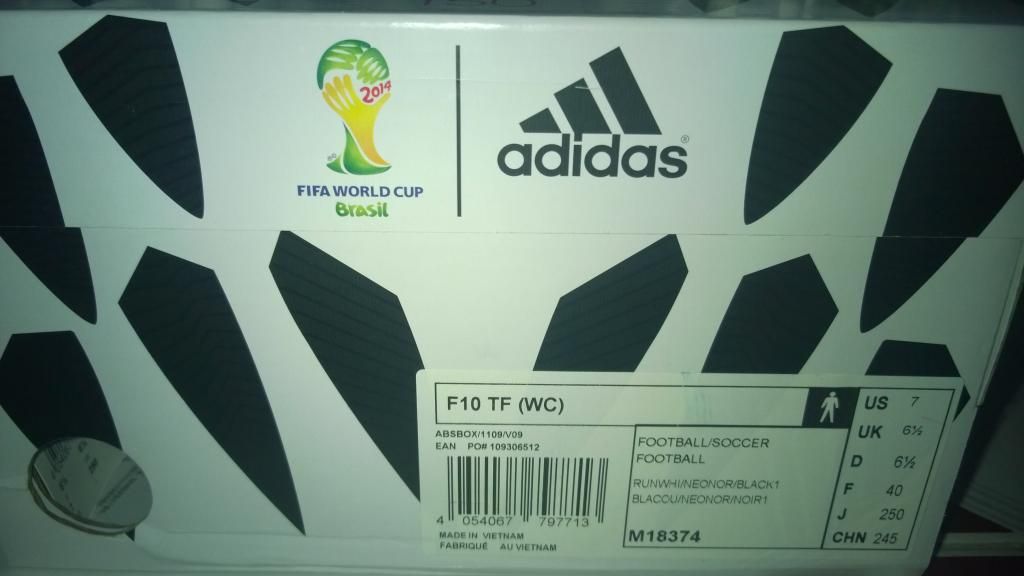 2014
FIFA WORLD CUP
Brasil
adidas®
F10 TF (WC)
ABSBOX/1109/V09
EAN PO# 109306512
4 054067 797713
MADE IN VIETNAM
FABRIQUÉ AU VIETNAM
FOOTBALL/SOCCER
FOOTBALL
RUNWHI/NEONOR/BLACK1
BLACOU/NEONOR/NOIR1
M18374
US 7
UK 6½
D 6½
F 40
J 250
CHN 245